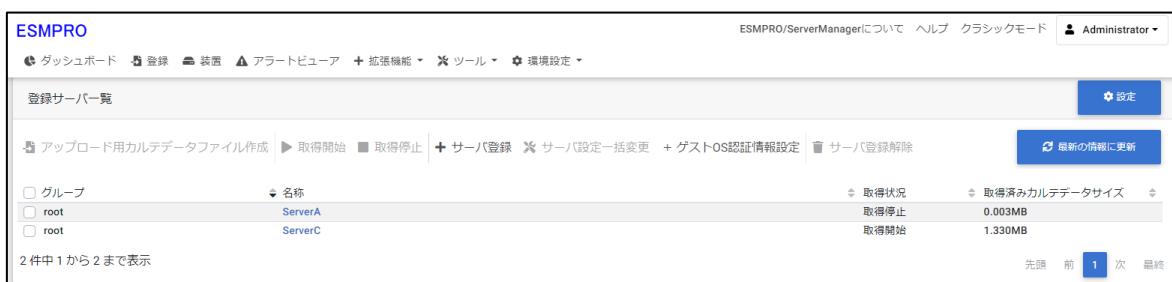 ESMPRO
ESMPRO/ServerManagerについて ヘルプ クラシックモード Administrator
ダッシュボード 登録 装置 アラートビューア 拡張機能 ツール 環境設定
登録サーバ一覧 設定
アップロード用カルテデータファイル作成 取得開始 取得停止 + サーバ登録 サーバ設定一括変更 + ゲストOS認証情報設定 サーバ登録解除 最新の情報に更新
グループ 名称 取得状況 取得済みカルテデータサイズ
root ServerA 取得停止 0.003MB
root ServerC 取得開始 1.330MB
2 件中 1 から 2 まで表示 先頭 前 1 次 最終